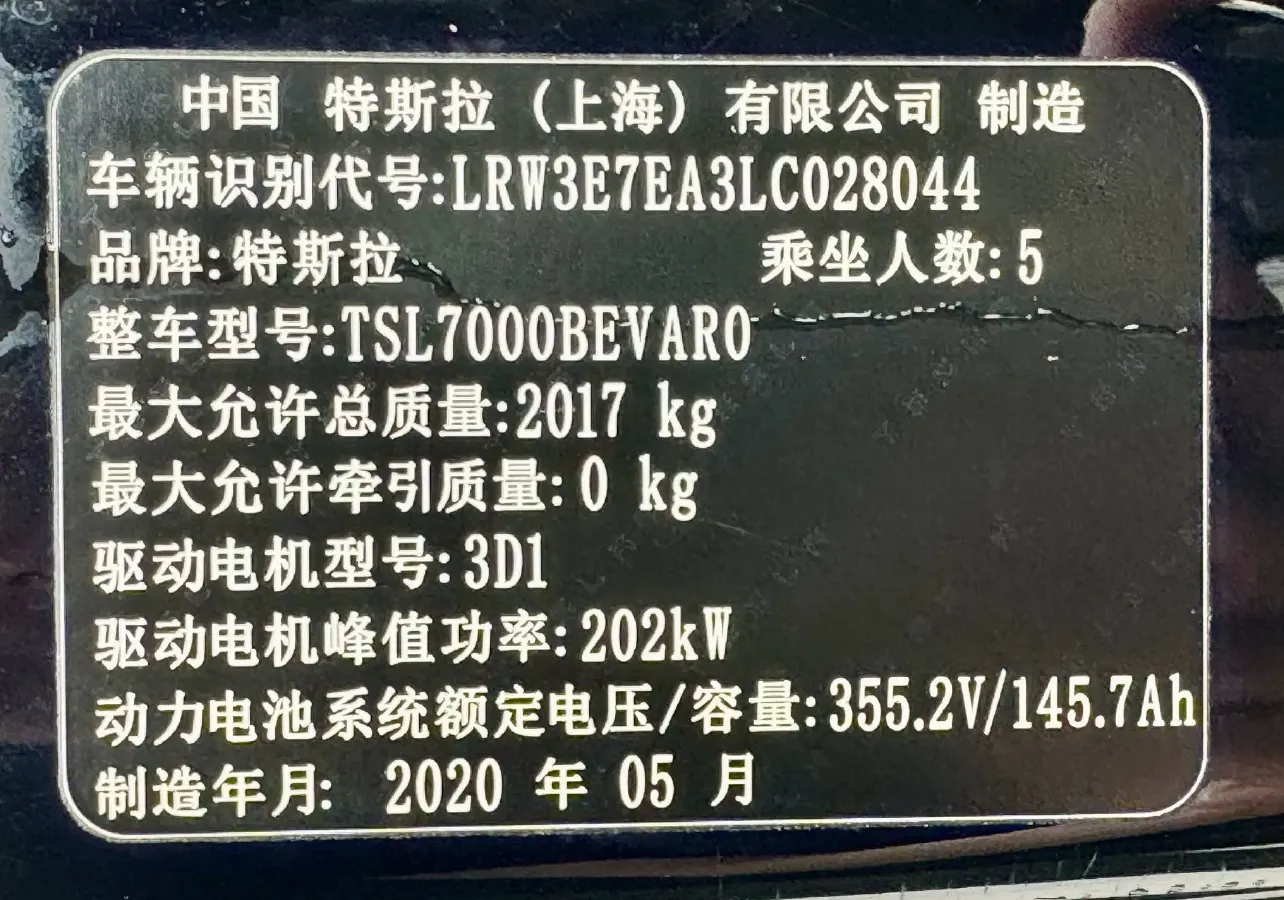 中国 特斯拉（上海）有限公司 制造
车辆识别代号:LRW3E7EA3LC028044
品牌:特斯拉 乘坐人数:5
整车型号:TSL7000BEVAR0
最大允许总质量:2017 kg
最大允许牵引质量:0 kg
驱动电机型号:3D1
驱动电机峰值功率:202kW
动力电池系统额定电压/容量:355.2V/145.7Ah
制造年月: 2020 年 05 月